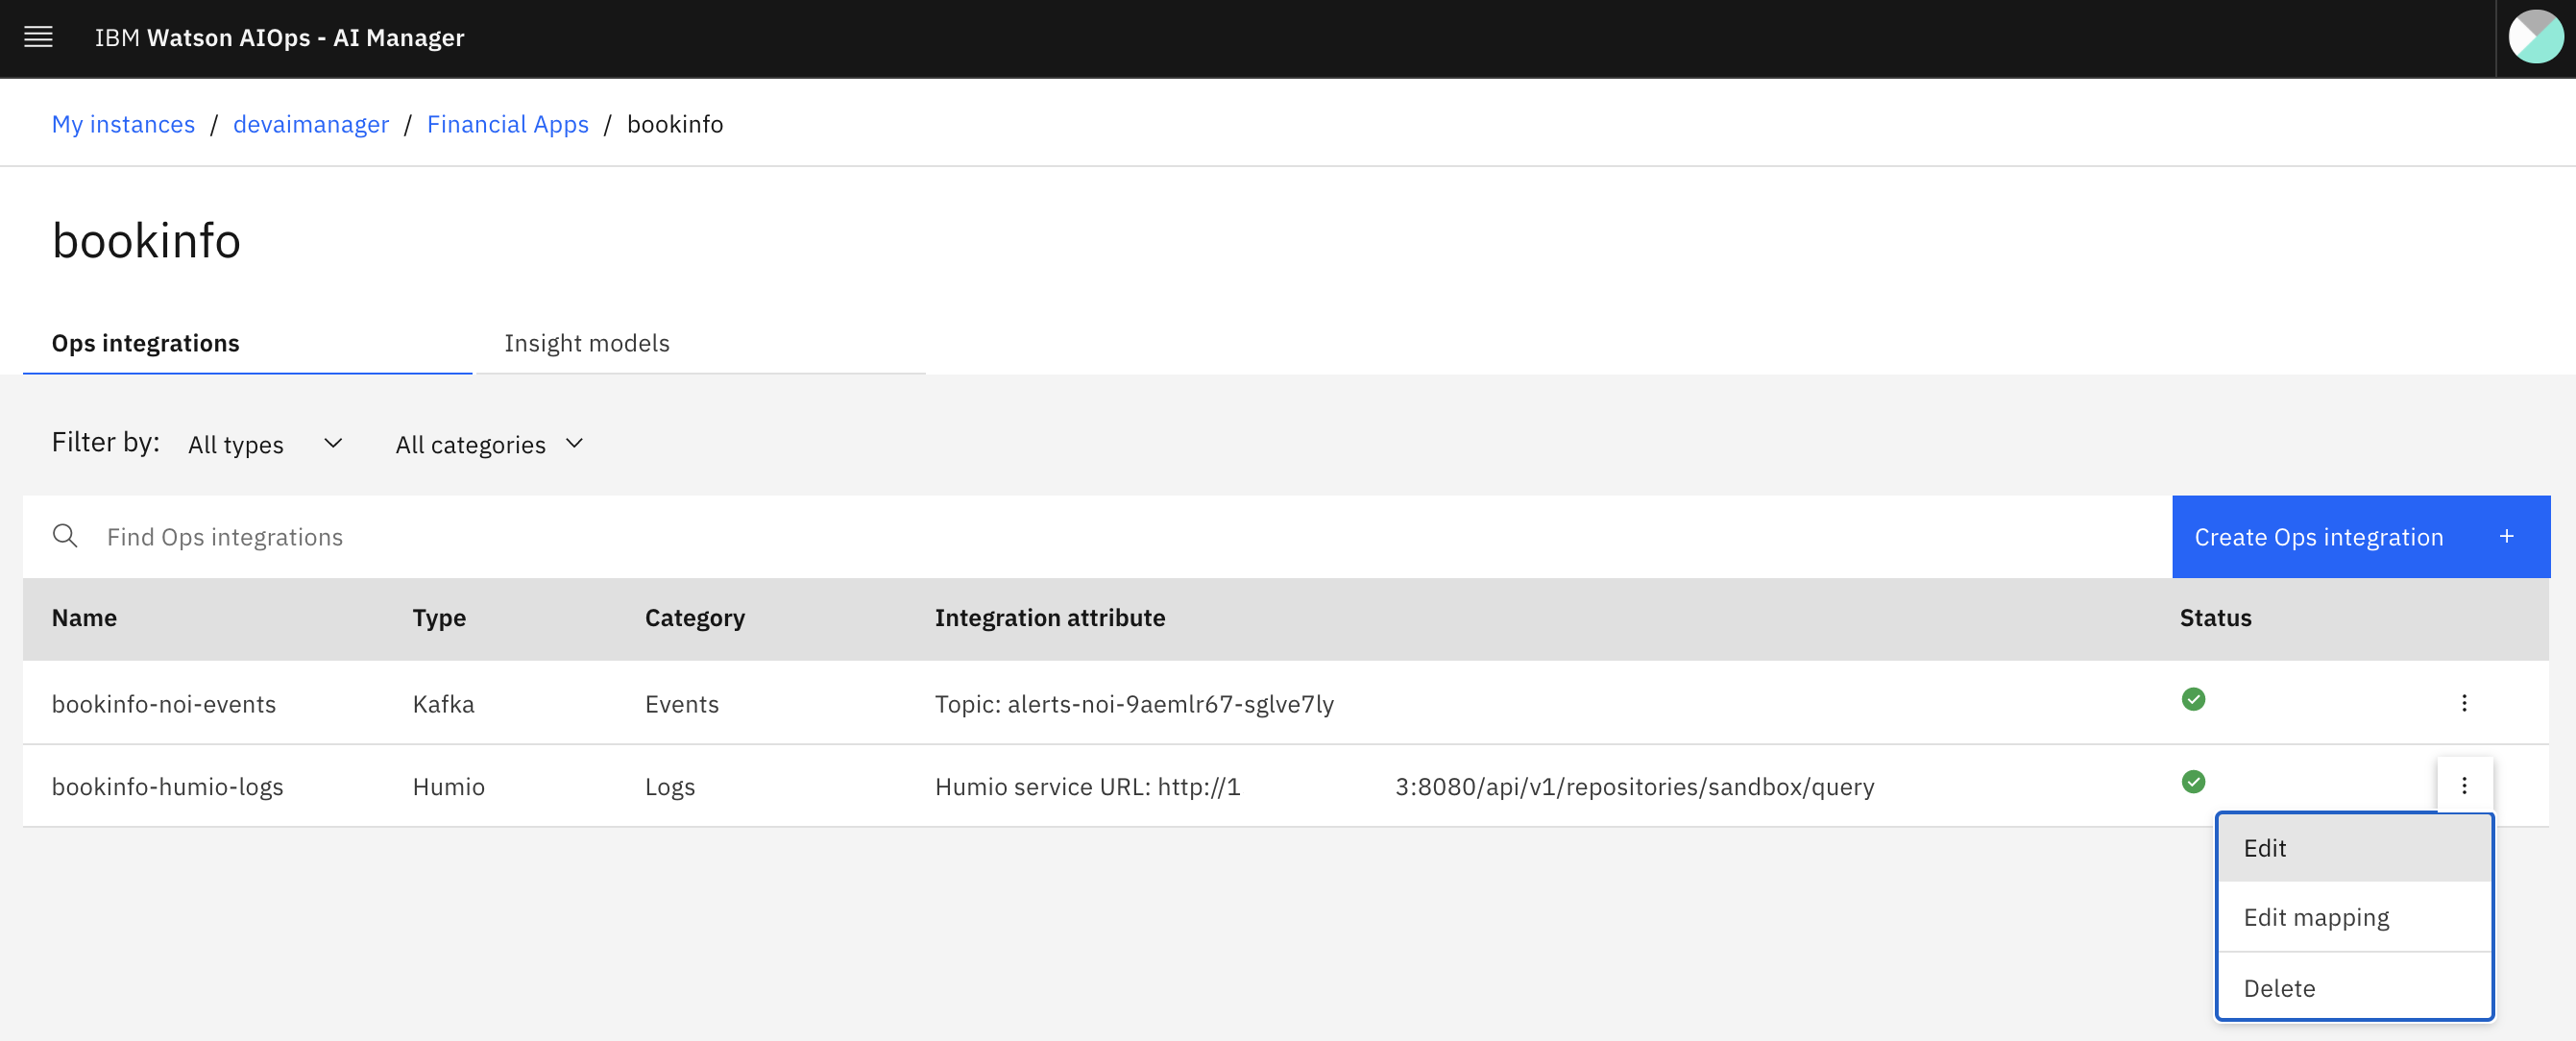 IBM Watson AIOps - AI Manager
My instances / devaimanager / Financial Apps / bookinfo
bookinfo
Ops integrations Insight models
Filter by: All types All categories
Find Ops integrations Create Ops integration +
Name Type Category Integration attribute Status
bookinfo-noi-events Kafka Events Topic: alerts-noi-9aemlr67-sglve7ly
bookinfo-humio-logs Humio Logs Humio service URL: http://1 3:8080/api/v1/repositories/sandbox/query
Edit
Edit mapping
Delete